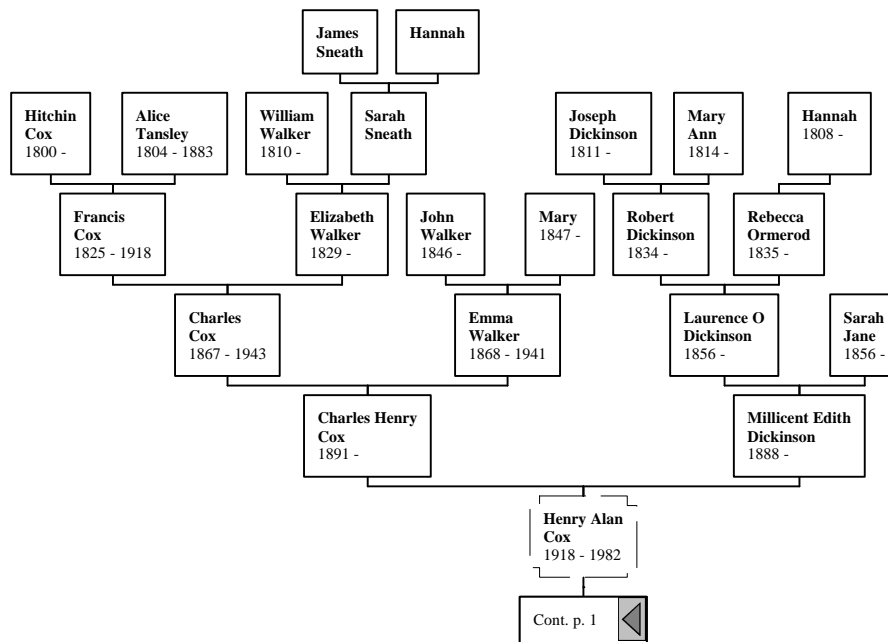 James
Sneath
Hannah
Hitchin
Cox
1800 -
Alice
Tansley
1804 - 1883
William
Walker
1810 -
Sarah
Sneath
Joseph
Dickinson
1811 -
Mary
Ann
1814 -
Hannah
1808 -
Francis
Cox
1825 - 1918
Elizabeth
Walker
1829 -
John
Walker
1846 -
Mary
1847 -
Robert
Dickinson
1834 -
Rebecca
Ormerod
1835 -
Charles
Cox
1867 - 1943
Emma
Walker
1868 - 1941
Laurence O
Dickinson
1856 -
Sarah
Jane
1856 -
Charles Henry
Cox
1891 -
Millicent Edith
Dickinson
1888 -
Henry Alan
Cox
1918 - 1982
Cont. p. 1